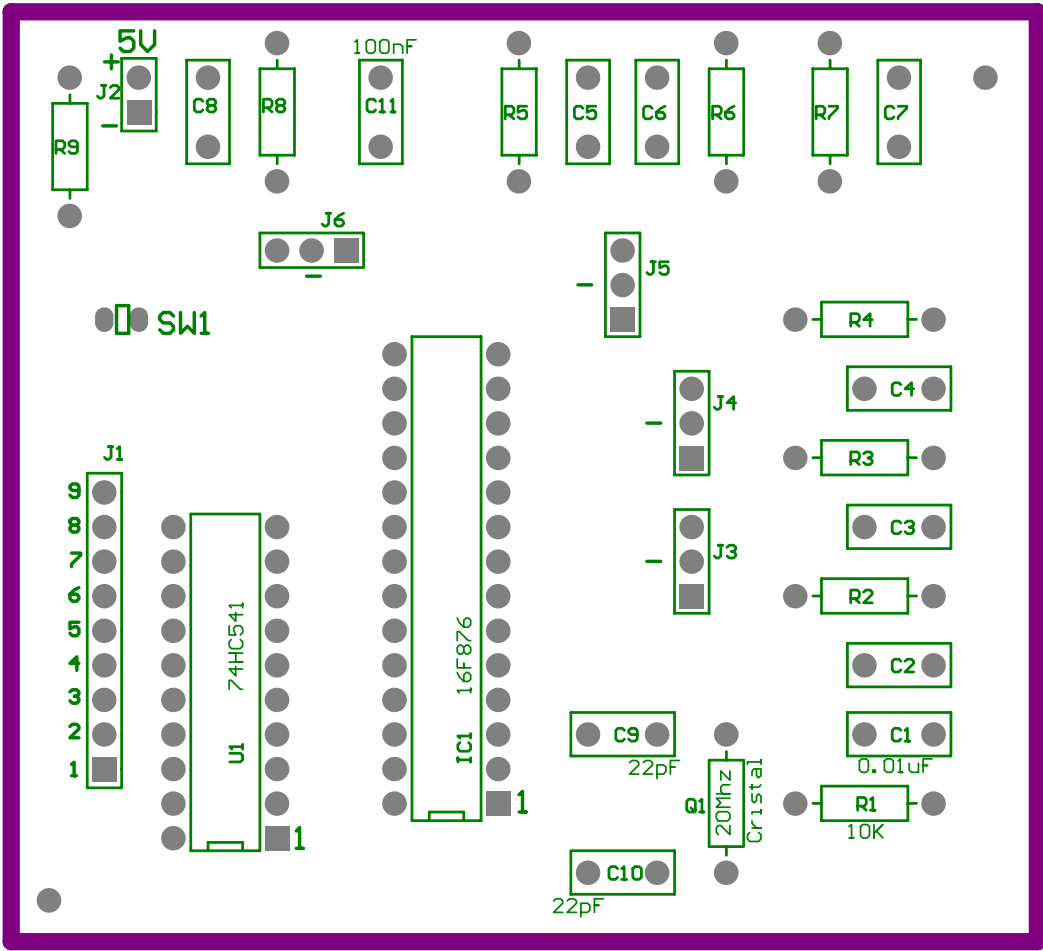 5V
100nF
+
J2
C8
R8
C11
R5
C5
C6
R6
R7
C7
-
R9
J6
-
J5
-
SW1
R4
C4
J4
-
J1
R3
9
8
C3
7
J3
-
6
R2
5
74HC541
16F876
4
C2
3
2
U1
IC1
C9
C1
1
22pF
0.01uF
Q1
20Mhz
Cristal
1
R1
1
10K
C10
22pF